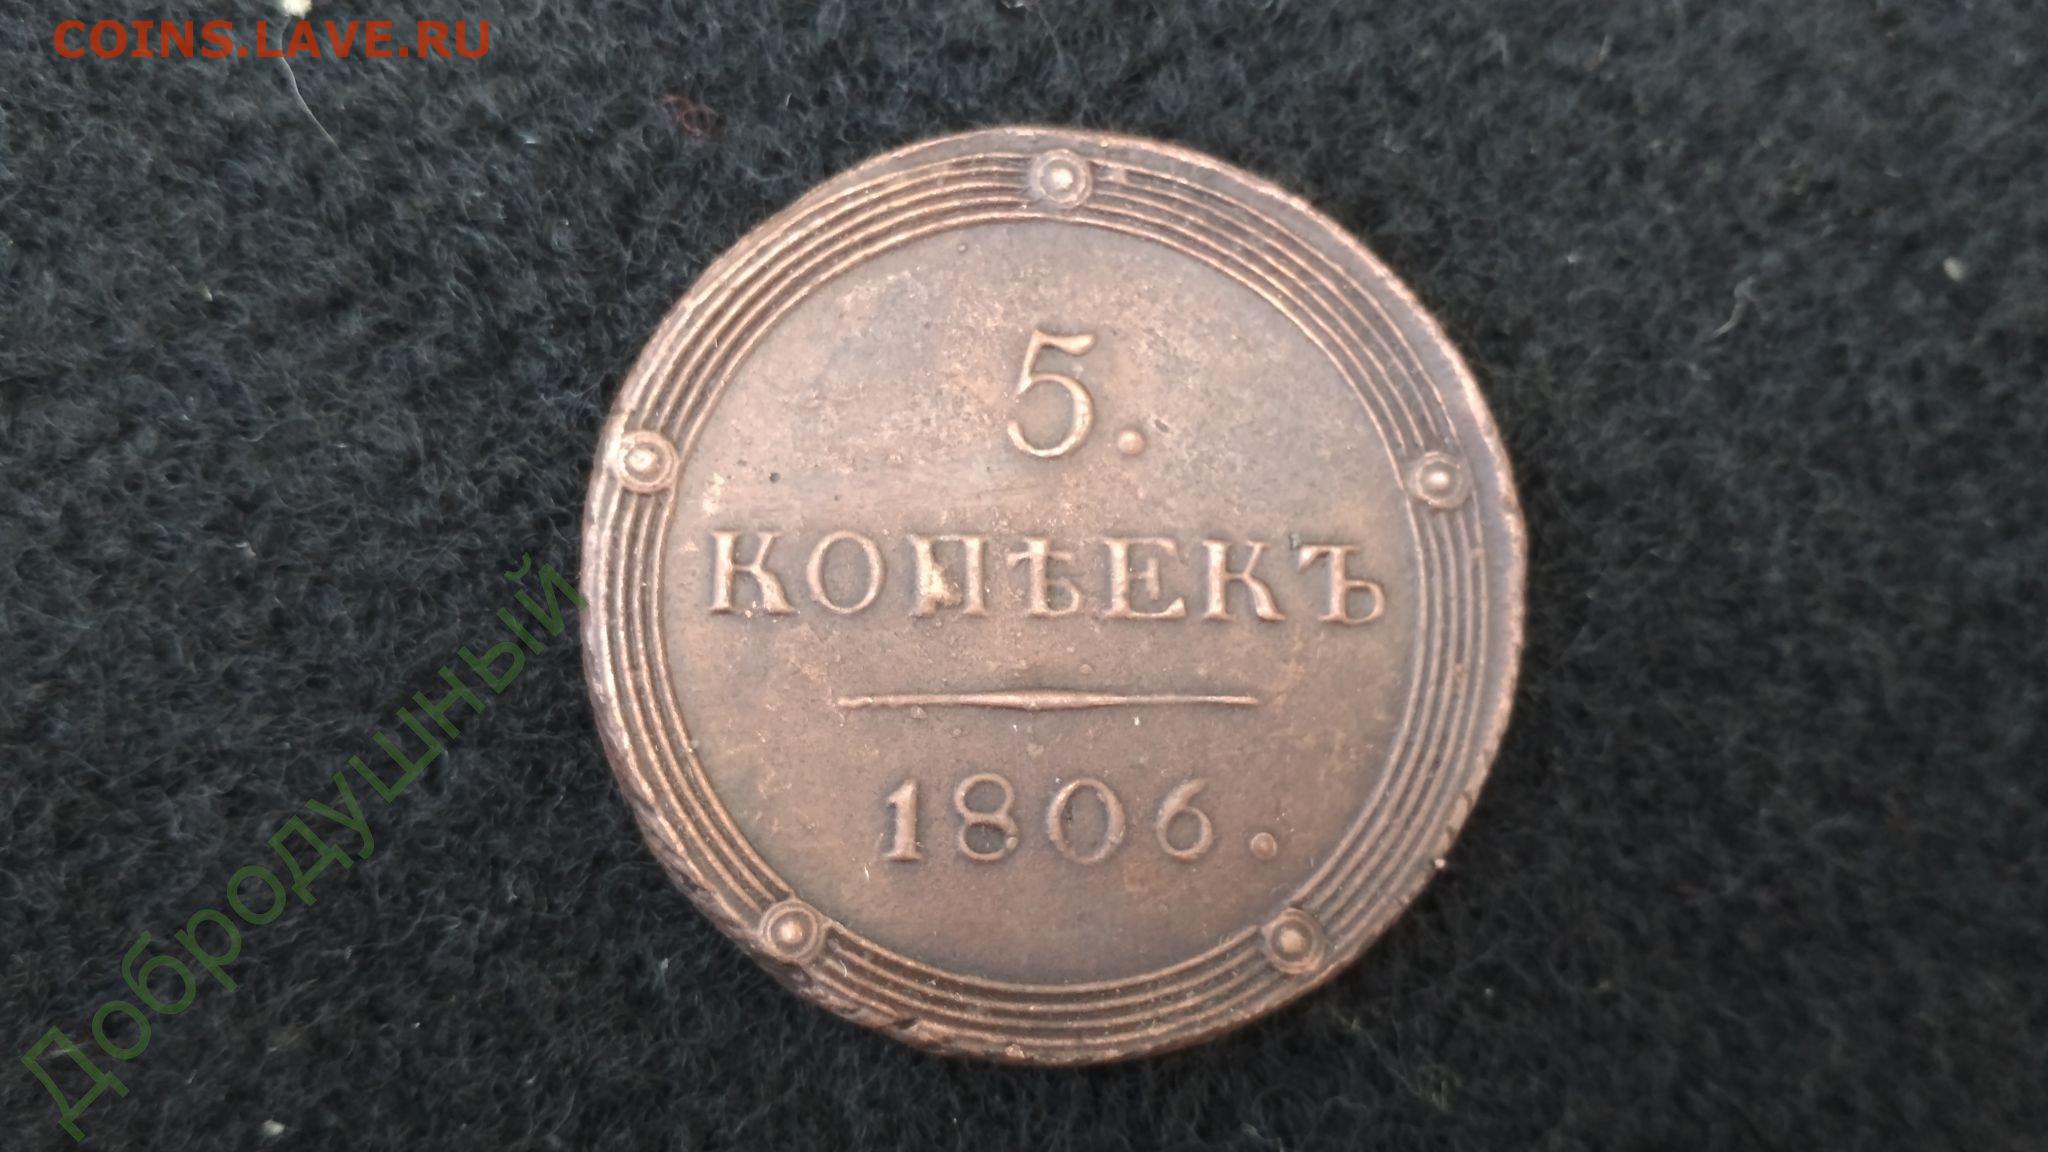 COINS.LAVE.RU
5.
КОПѢЕКЪ
1806.
Добродушный